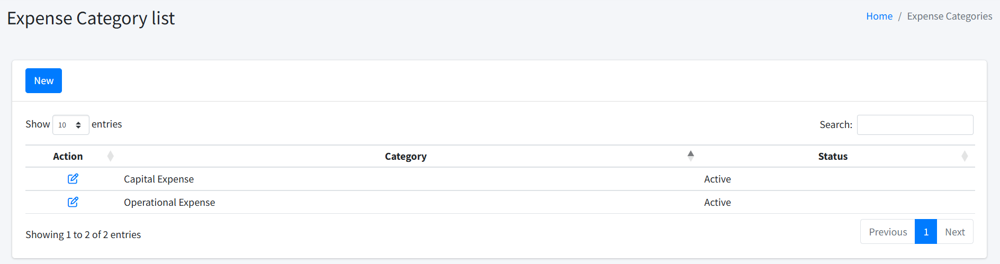 Expense Category list
Home / Expense Categories
New
Show 10 entries
Search:
Action Category Status
Capital Expense Active
Operational Expense Active
Showing 1 to 2 of 2 entries
Previous 1 Next